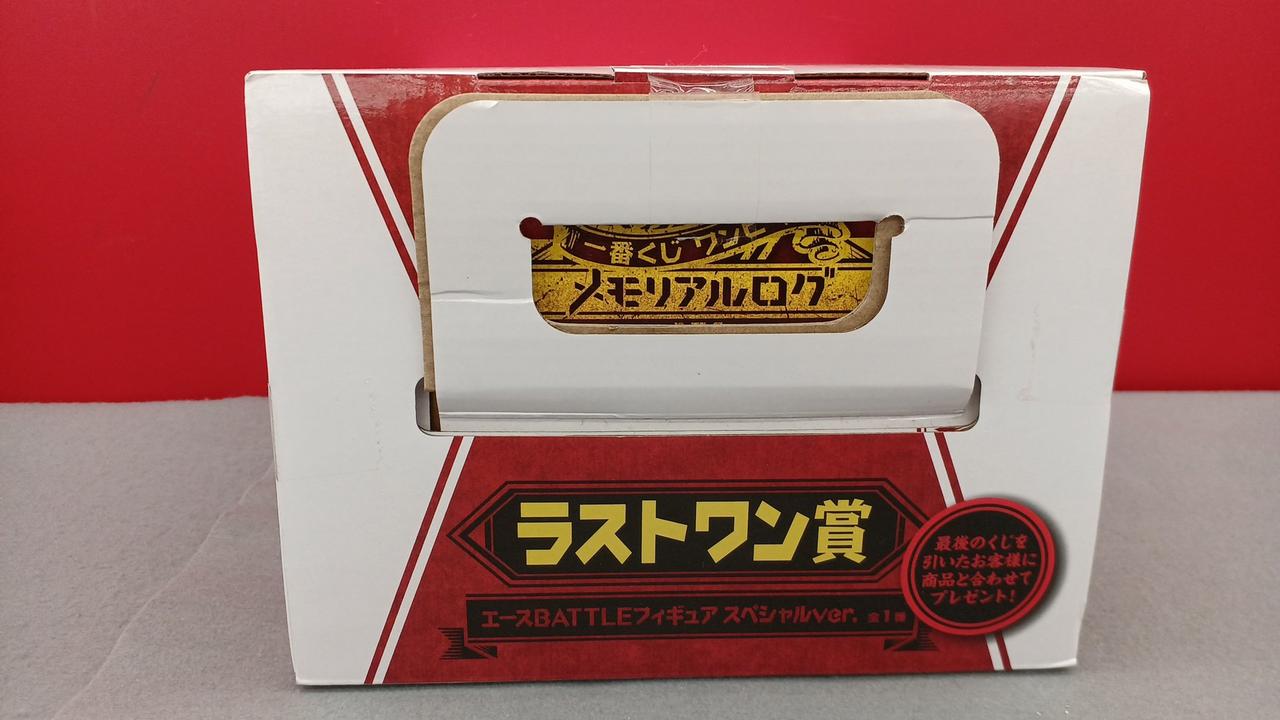 一番くじ ワンピ
メモリアルログ
ラストワン賞
エースBATTLEフィギュア スペシャルver. 全1種
最後のくじを
引いたお客様に
商品と合わせて
プレゼント!